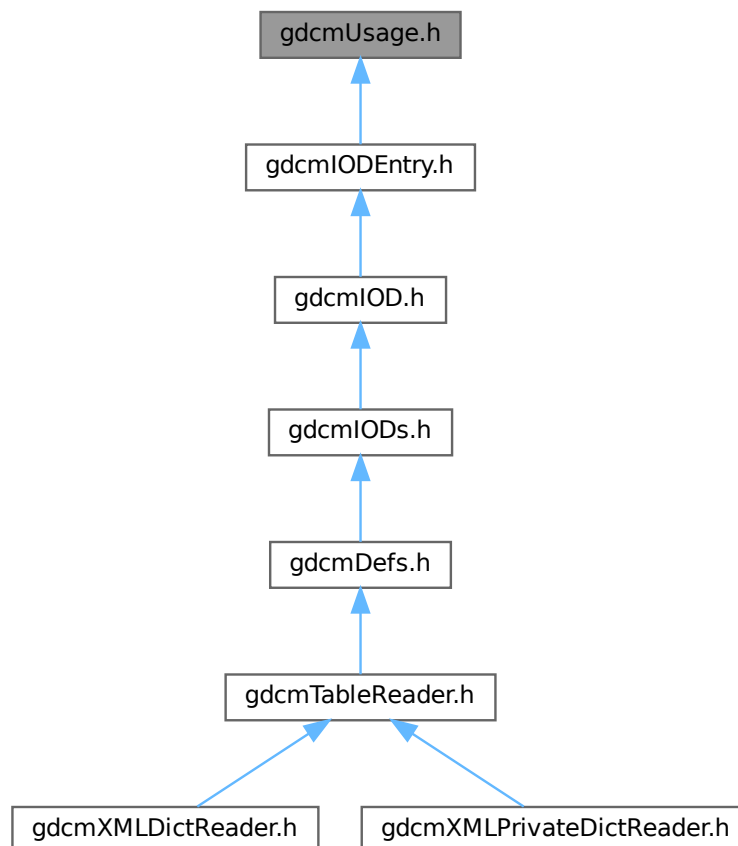 gdcmUsage.h
gdcmIODEntry.h
gdcmIOD.h
gdcmIODs.h
gdcmDefs.h
gdcmTableReader.h
gdcmXMLDictReader.h
gdcmXMLPrivateDictReader.h